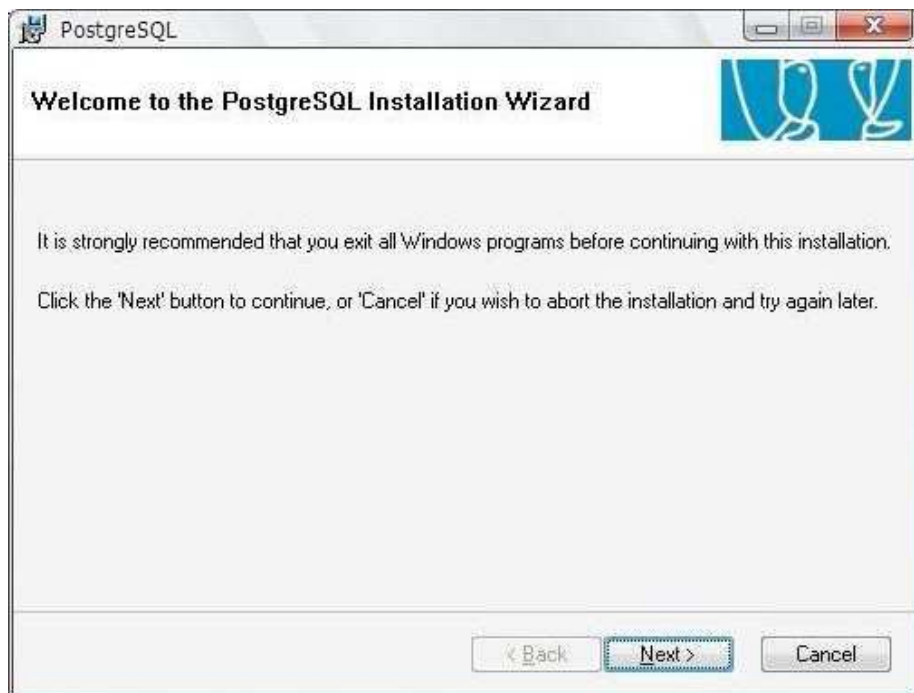 PostgreSQL
Welcome to the PostgreSQL Installation Wizard
It is strongly recommended that you exit all Windows programs before continuing with this installation.
Click the 'Next' button to continue, or 'Cancel' if you wish to abort the installation and try again later.
< Back
Next >
Cancel